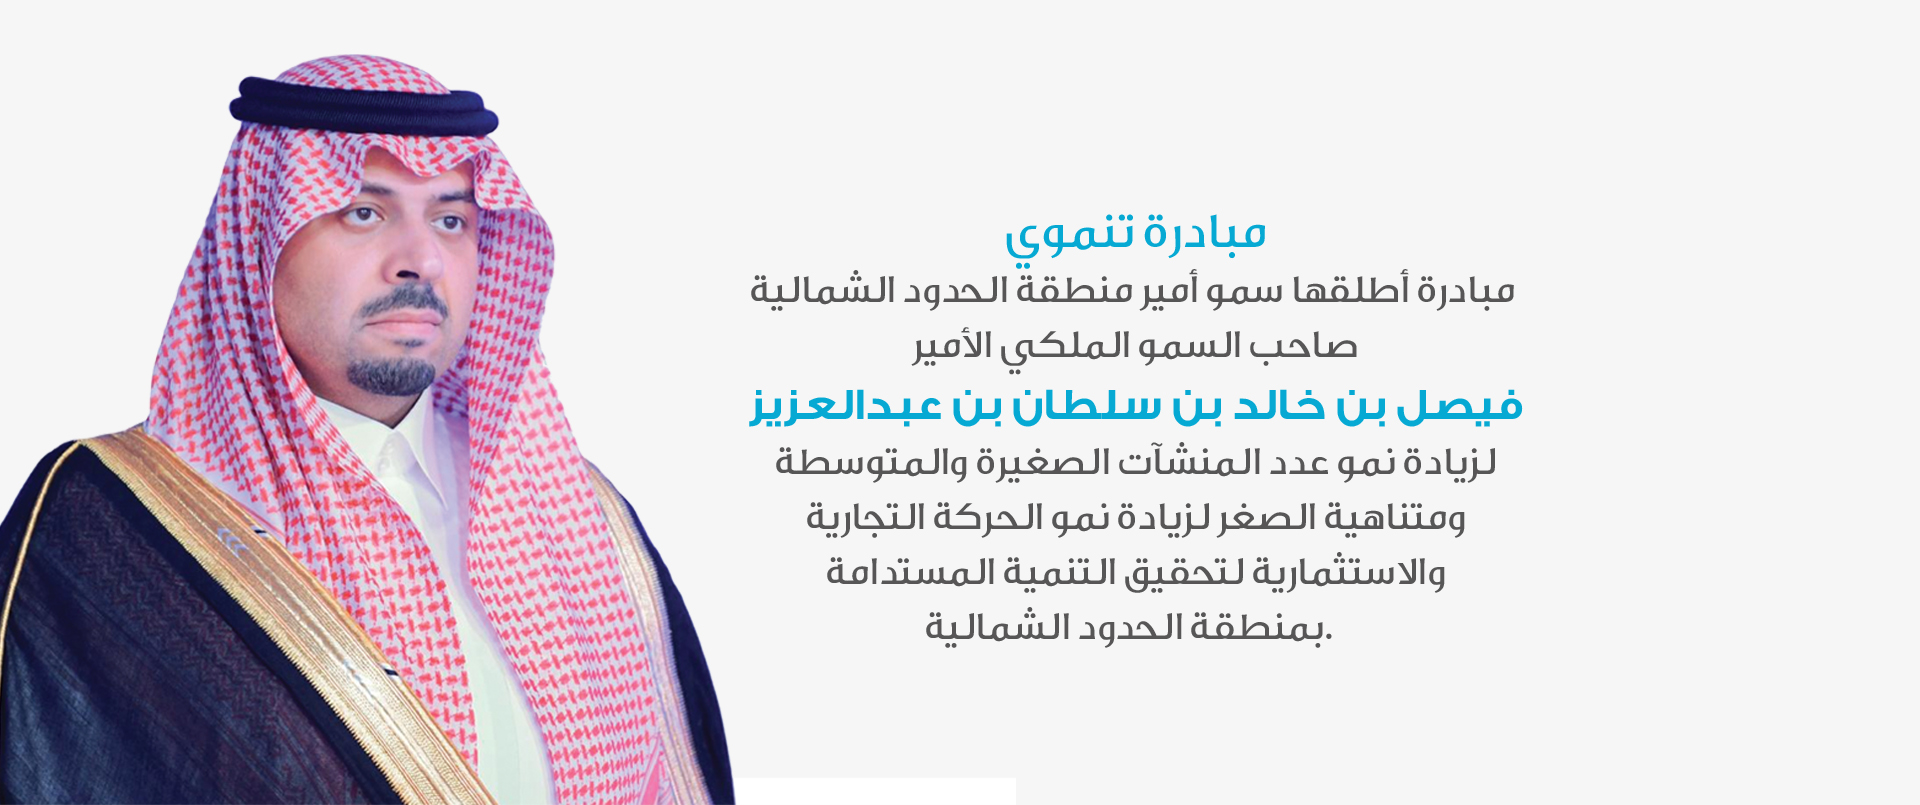 مبادرة تنموي
مبادرة أطلقها سمو أمير منطقة الحدود الشمالية
صاحب السمو الملكي الأمير
فيصل بن خالد بن سلطان بن عبدالعزيز
لزيادة نمو عدد المنشآت الصغيرة والمتوسطة
ومتناهية الصغر لزيادة نمو الحركة التجارية
والاستثمارية لتحقيق التنمية المستدامة
.بمنطقة الحدود الشمالية